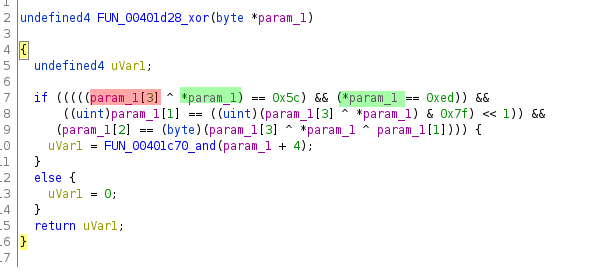 2 undefined4 FUN_00401d28_xor(byte *param_1)
3
4 {
5 undefined4 uVar1;
6
7 if (((((param_1[3] ^ *param_1) == 0x5c) && (*param_1 == 0xed)) &&
8 ((uint)param_1[1] == ((uint)(param_1[3] ^ *param_1) & 0x7f) << 1)) &&
9 (param_1[2] == (byte)(param_1[3] ^ *param_1 ^ param_1[1]))) {
10 uVar1 = FUN_00401c70_and(param_1 + 4);
11 }
12 else {
13 uVar1 = 0;
14 }
15 return uVar1;
16 }
17